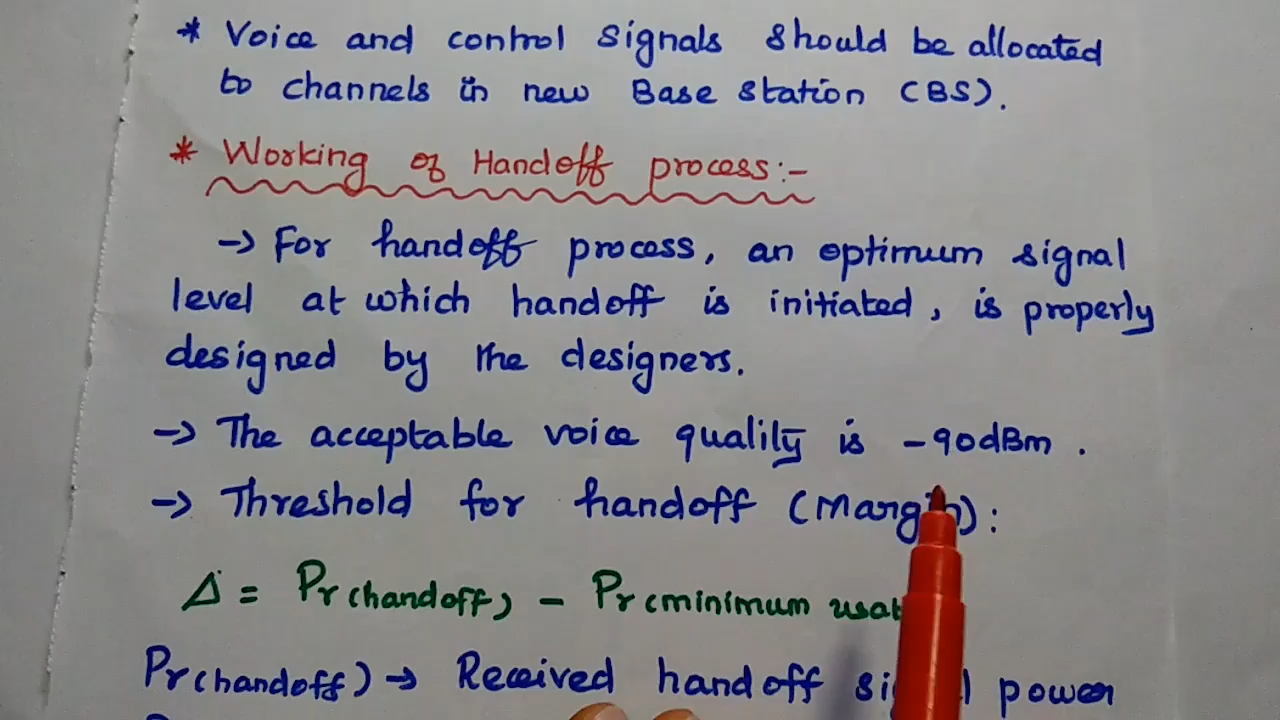 * Voice and control signals should be allocated
to channels in new Base station (BS).
* Working of Handoff process:-
→ For handoff process, an optimum signal
level at which handoff is initiated, is properly
designed by the designers.
→ The acceptable voice quality is -90dBm.
→ Threshold for handoff (Margin):
Δ = Pr(handoff) - Pr(minimum
Pr(handoff) → Received handoff power